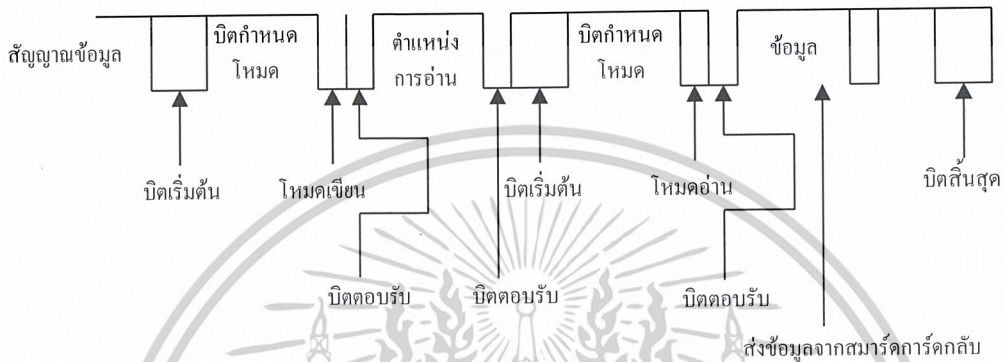 สัญญาณข้อมูล
บิตกำหนด
โหมด
ตำแหน่ง
การอ่าน
บิตกำหนด
โหมด
ข้อมูล
บิตเริ่มต้น
โหมดเขียน
บิตเริ่มต้น
โหมดอ่าน
บิตสิ้นสุด
บิตตอบรับ
บิตตอบรับ
บิตตอบรับ
ส่งข้อมูลจากสมาร์ดการ์ดกลับ